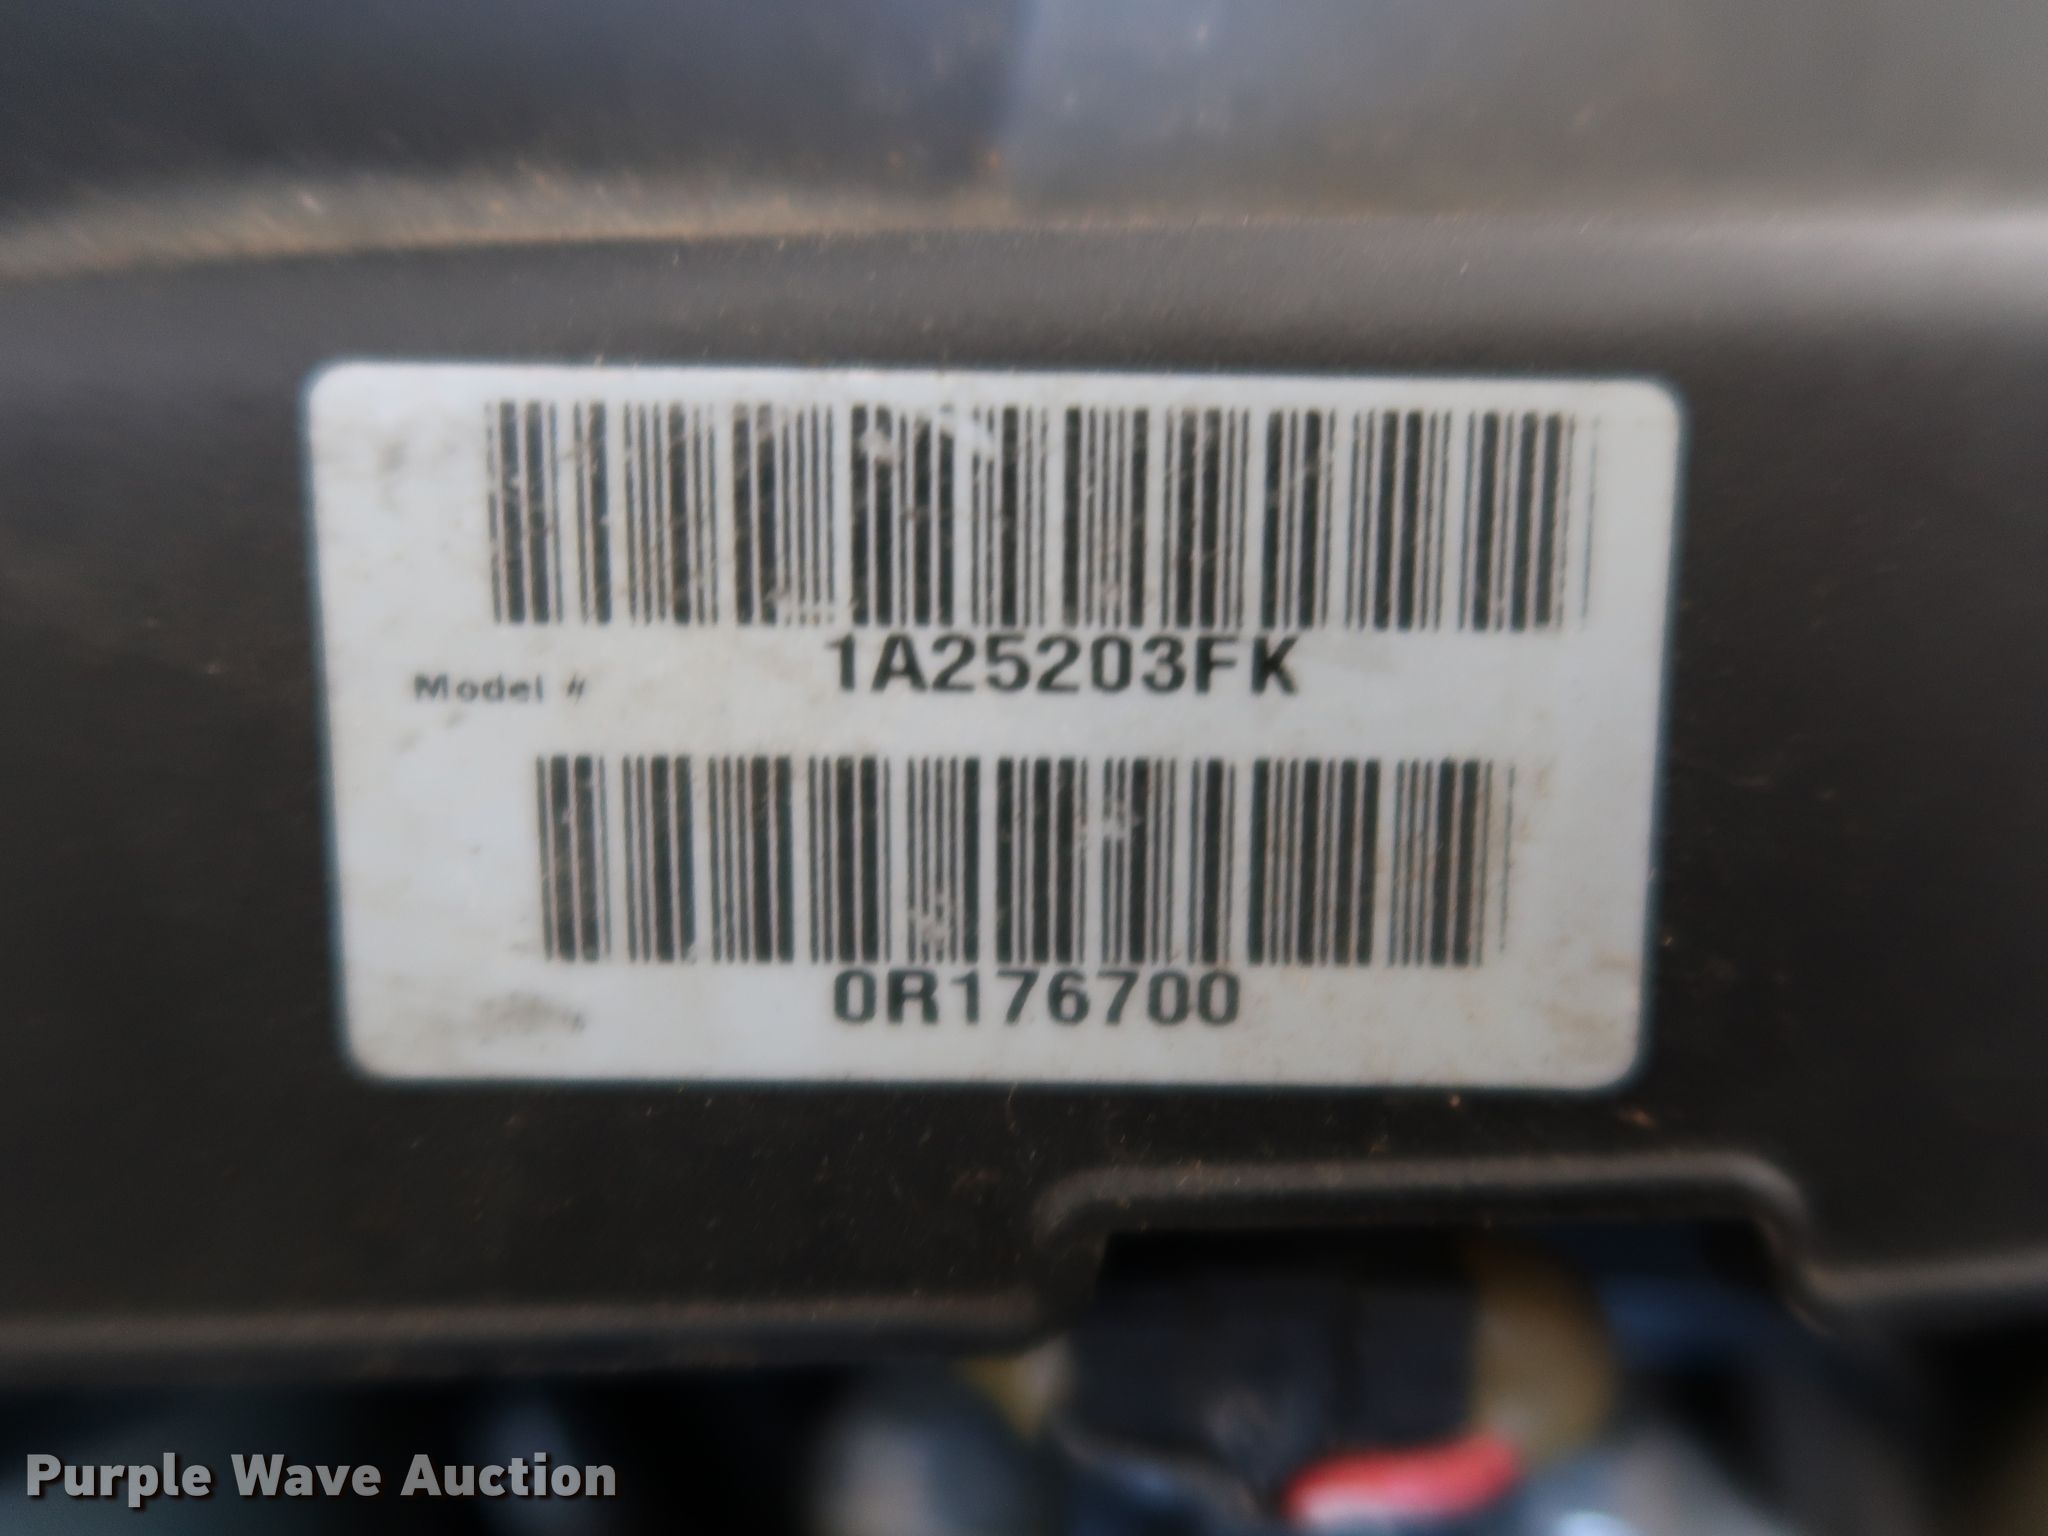 1A25203FK
Model #
0R176700
Purple Wave Auction